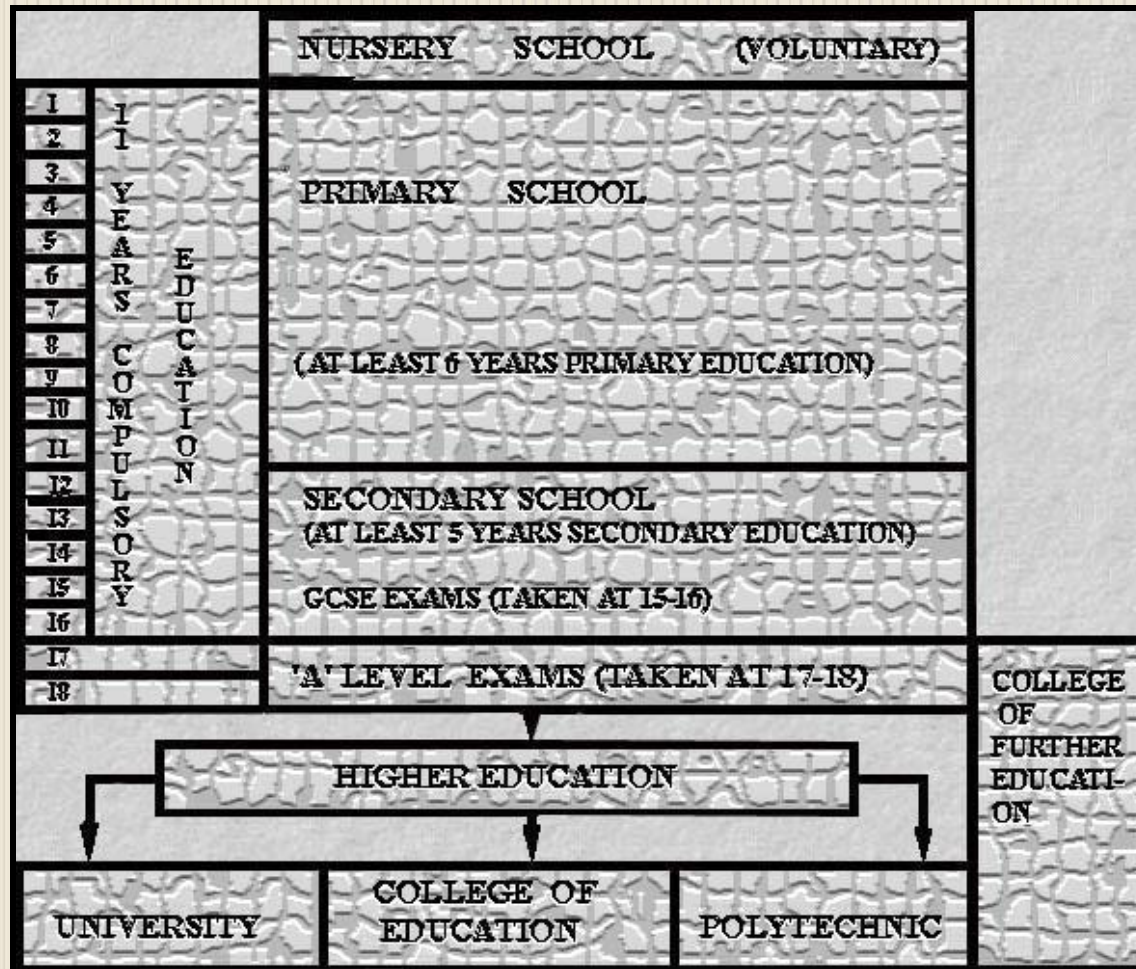 NURSERY SCHOOL (VOLUNTARY)
1
2
3
4
5
6
7
8
9
10
11
12
13
14
15
16
17
18
11 YEARS COMPULSORY
EDUCATION
PRIMARY SCHOOL
(AT LEAST 6 YEARS PRIMARY EDUCATION)
SECONDARY SCHOOL
(AT LEAST 5 YEARS SECONDARY EDUCATION)
GCSE EXAMS (TAKEN AT 15-16)
'A' LEVEL EXAMS (TAKEN AT 17-18)
COLLEGE
OF
FURTHER
EDUCATI-
ON
HIGHER EDUCATION
UNIVERSITY
COLLEGE OF
EDUCATION
POLYTECHNIC